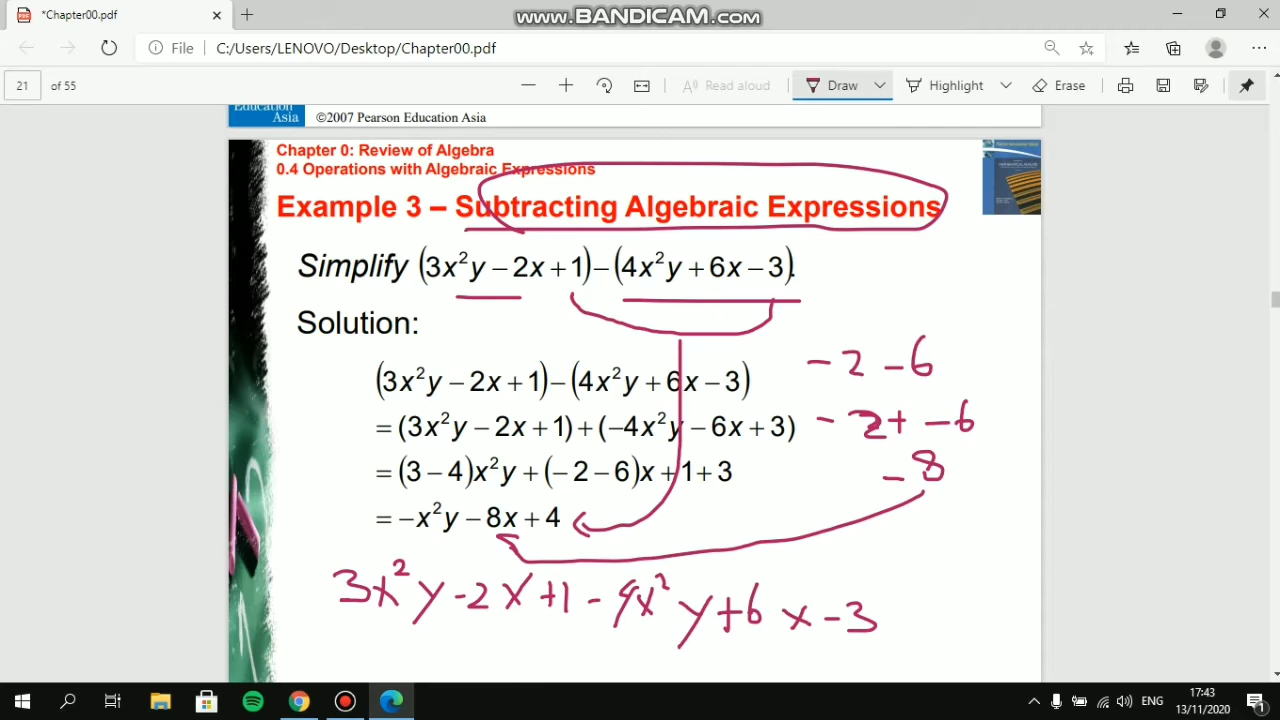 *Chapter00.pdf
www.BANDICAM.com
File C:/Users/LENOVO/Desktop/Chapter00.pdf
21 of 55 Read aloud Draw Highlight Erase
Education
Asia ©2007 Pearson Education Asia
Chapter 0: Review of Algebra
0.4 Operations with Algebraic Expressions
Example 3 – Subtracting Algebraic Expressions
Simplify (3x²y − 2x + 1) − (4x²y + 6x − 3).
Solution:
(3x²y − 2x + 1) − (4x²y + 6x − 3)
= (3x²y − 2x + 1) + (−4x²y − 6x + 3)
= (3 − 4)x²y + (−2 − 6)x + 1 + 3
= −x²y − 8x + 4
-2 -6
-2+ -6
-8
3x²y -2x +1 - 4x²y +6x -3
ENG 17:43
13/11/2020 1